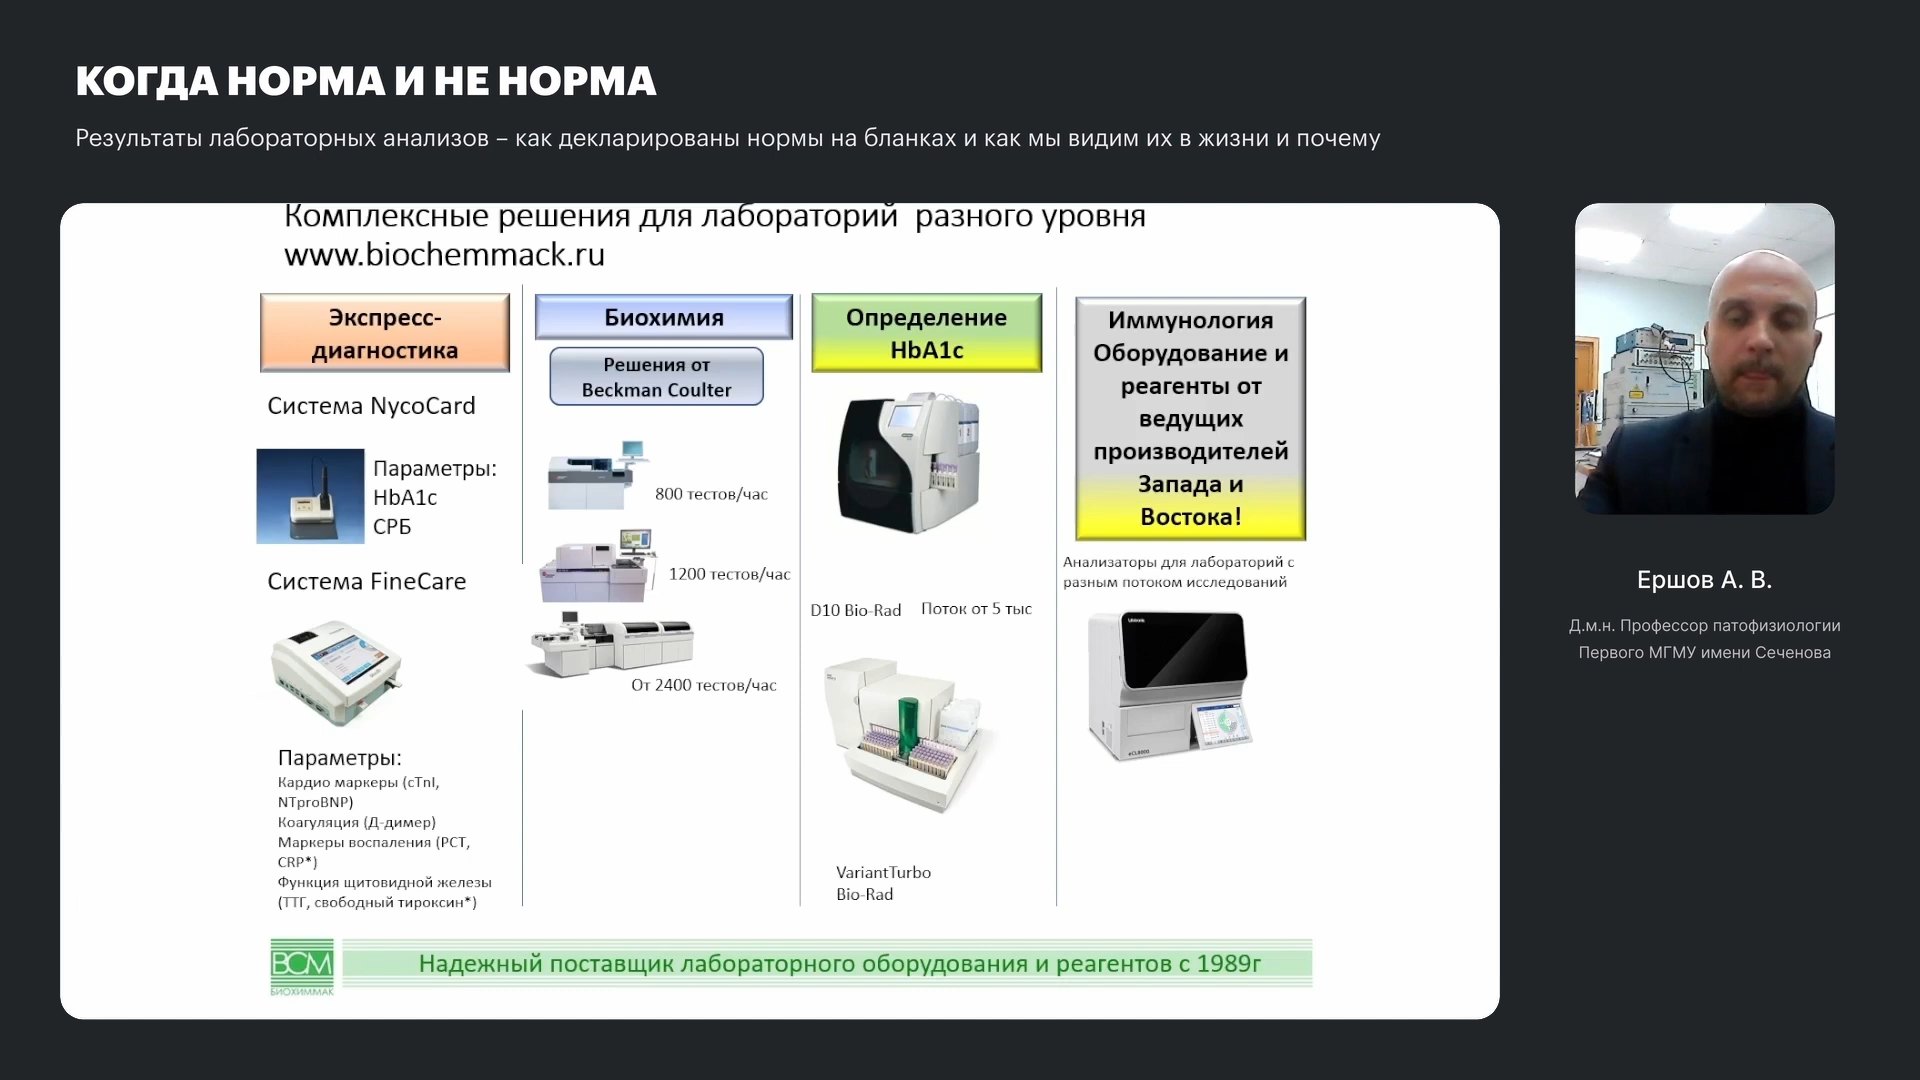 КОГДА НОРМА И НЕ НОРМА
Результаты лабораторных анализов – как декларированы нормы на бланках и как мы видим их в жизни и почему
Комплексные решения для лабораторий разного уровня
www.biochemmack.ru
Экспресс-
диагностика
Система NycoCard
Параметры:
HbA1c
СРБ
Система FineCare
Параметры:
Кардио маркеры (cTnI,
NTproBNP)
Коагуляция (Д-димер)
Маркеры воспаления (PCT,
CRP*)
Функция щитовидной железы
(ТТГ, свободный тироксин*)
Биохимия
Решения от
Beckman Coulter
800 тестов/час
1200 тестов/час
От 2400 тестов/час
Определение
HbA1c
D10 Bio-Rad
Поток от 5 тыс
VariantTurbo
Bio-Rad
Иммунология
Оборудование и
реагенты от
ведущих
производителей
Запада и
Востока!
Анализаторы для лабораторий с
разным потоком исследований
eCL8000
BCM
БИОХИММАК
Надежный поставщик лабораторного оборудования и реагентов с 1989г
Ершов А. В.
Д.м.н. Профессор патофизиологии
Первого МГМУ имени Сеченова